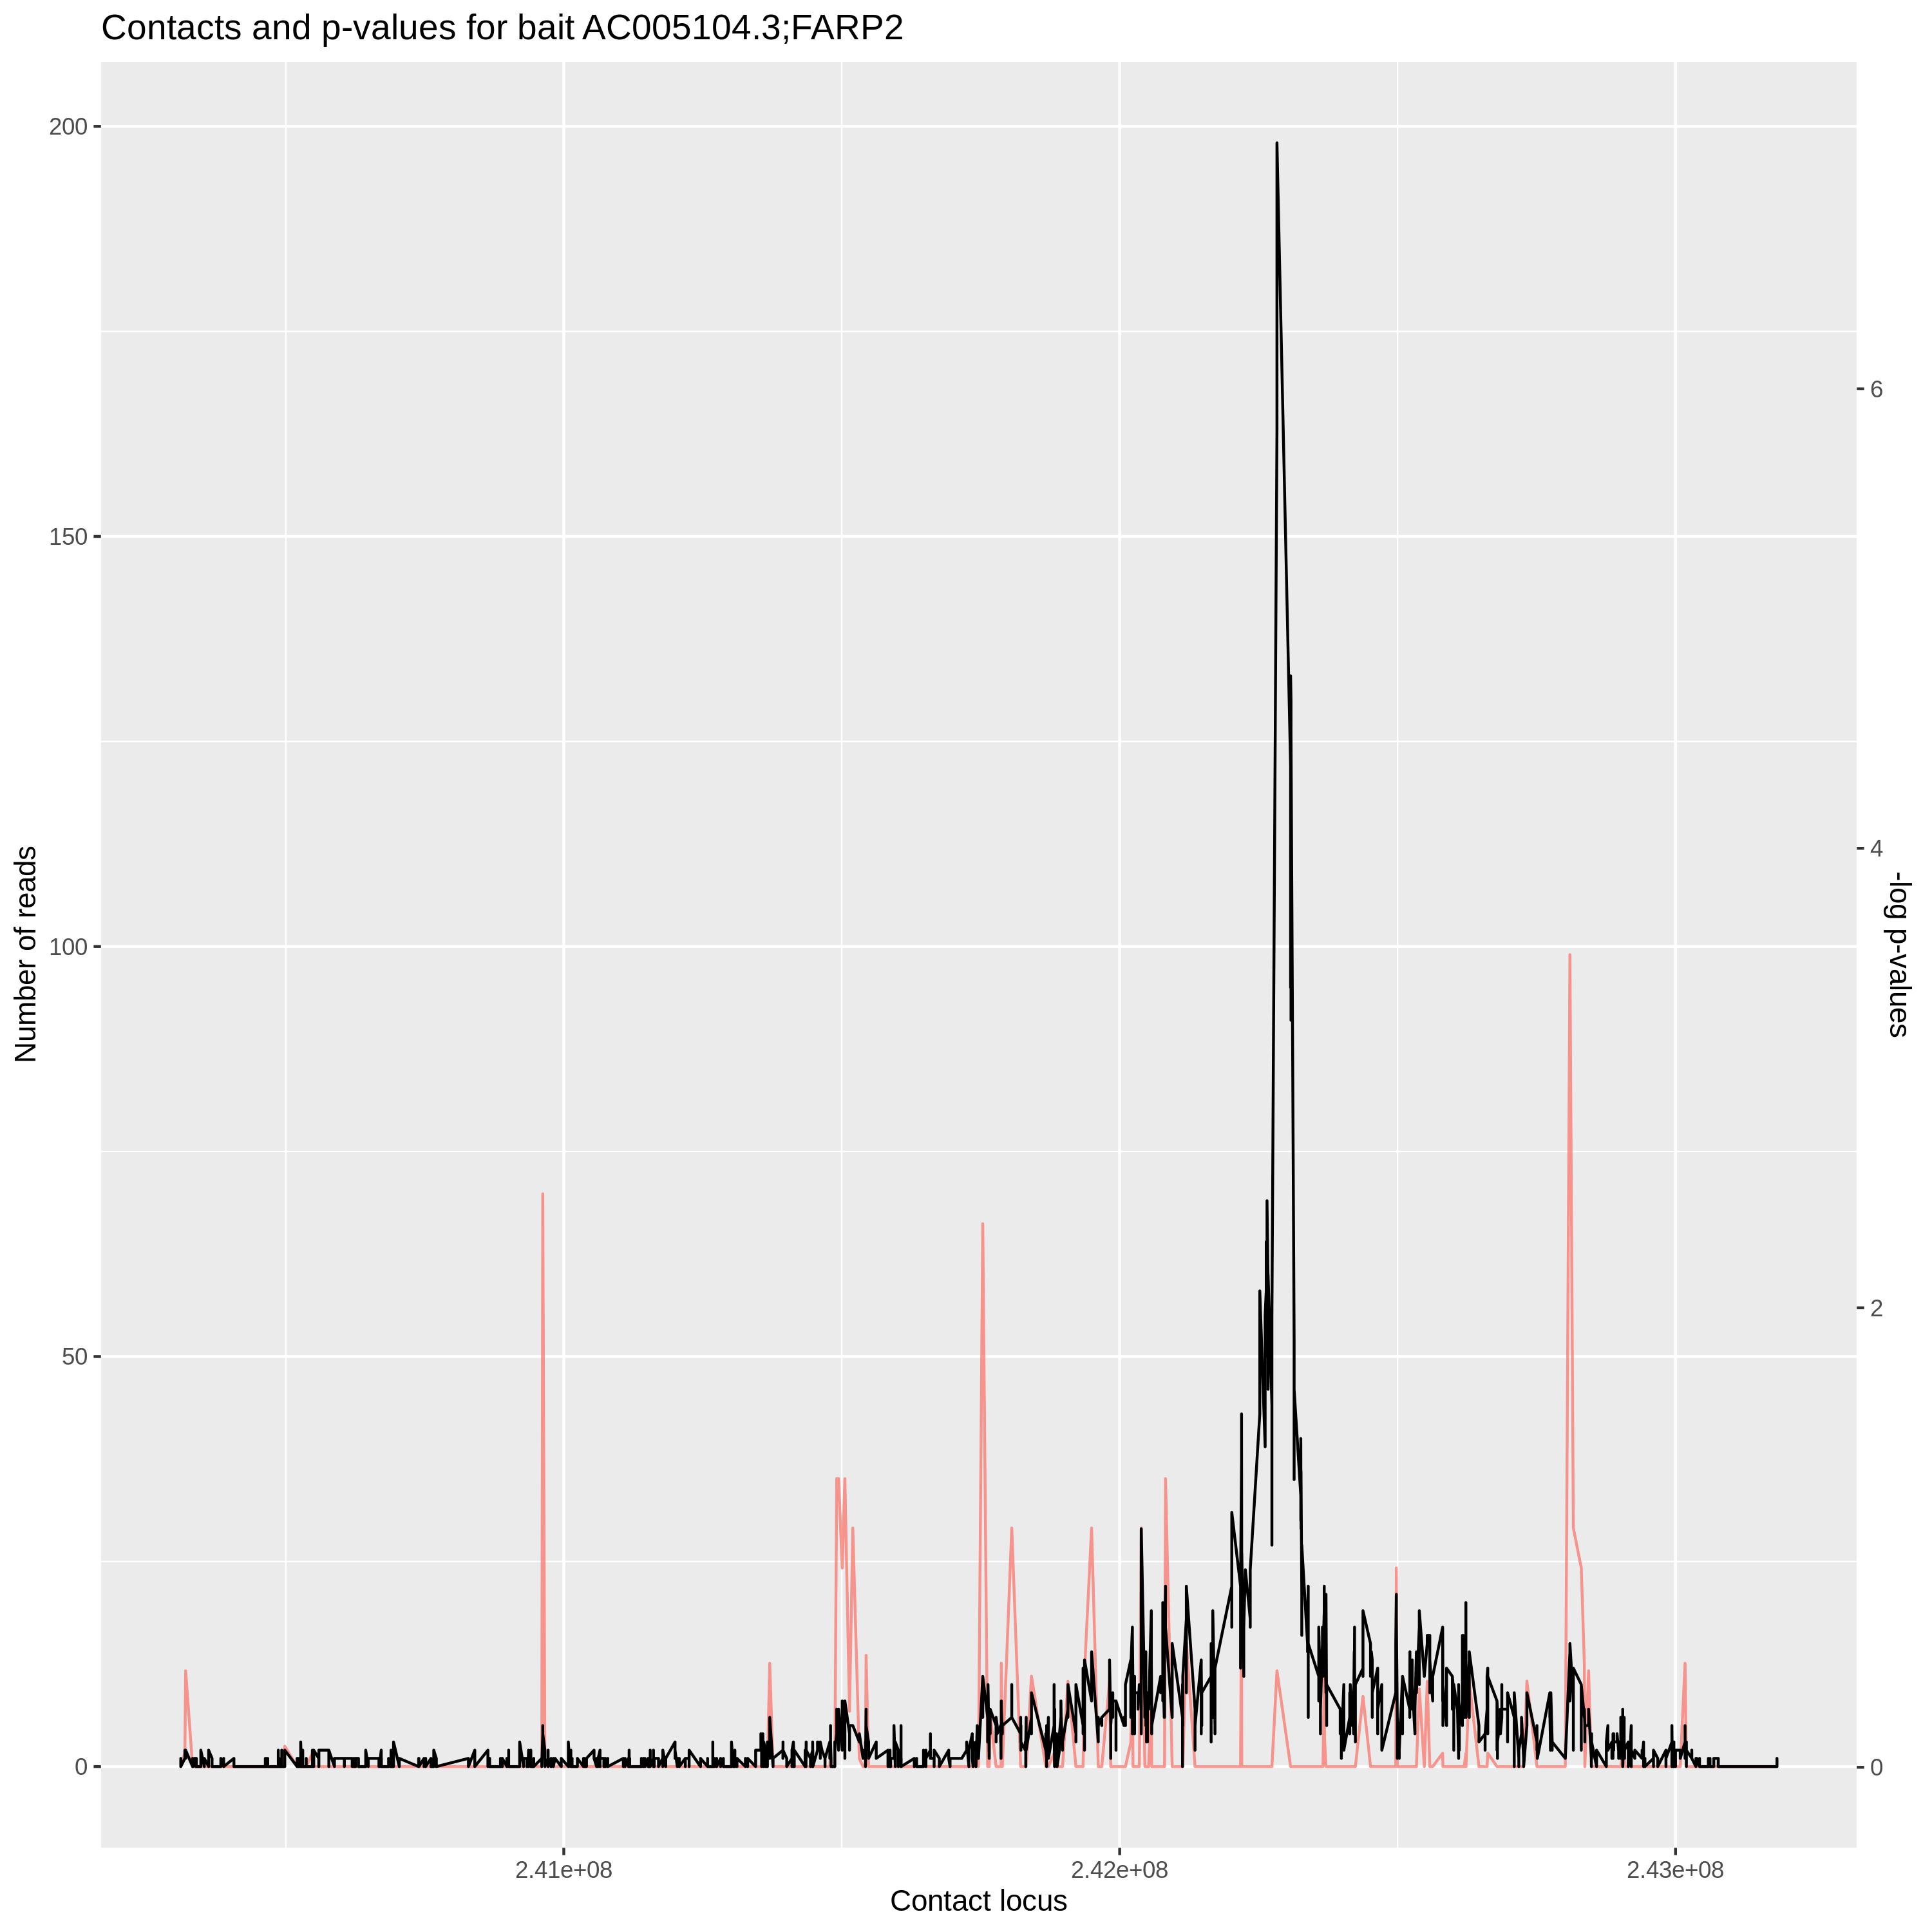 Contacts and p-values for bait AC005104.3;FARP2
200
150
100
50
0
6
4
2
0
Number of reads
-log p-values
2.41e+08
2.42e+08
2.43e+08
Contact locus